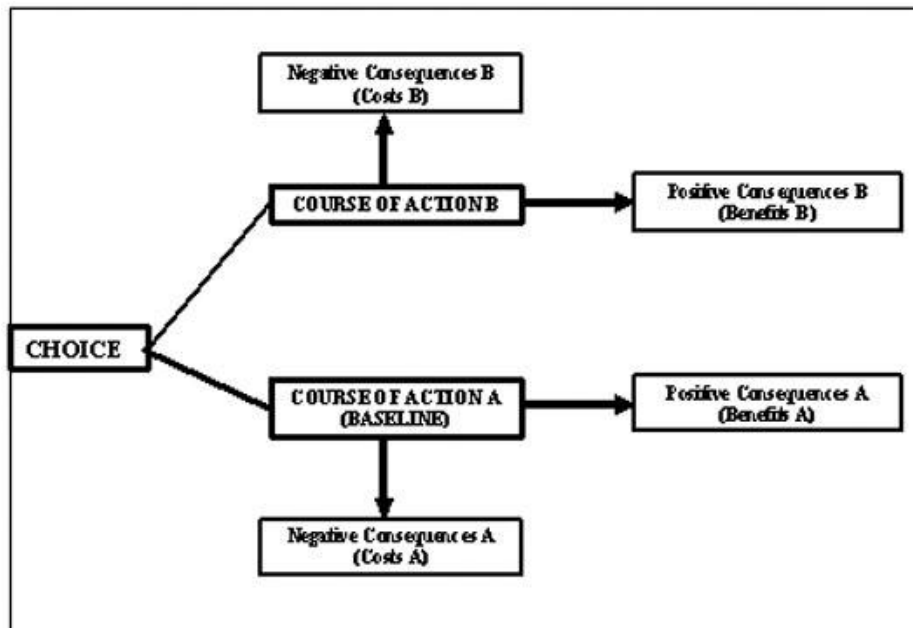 Negative Consequences B
(Costs B)
COURSE OF ACTION B
Positive Consequences B
(Benefits B)
CHOICE
COURSE OF ACTION A
(BASELINE)
Positive Consequences A
(Benefits A)
Negative Consequences A
(Costs A)